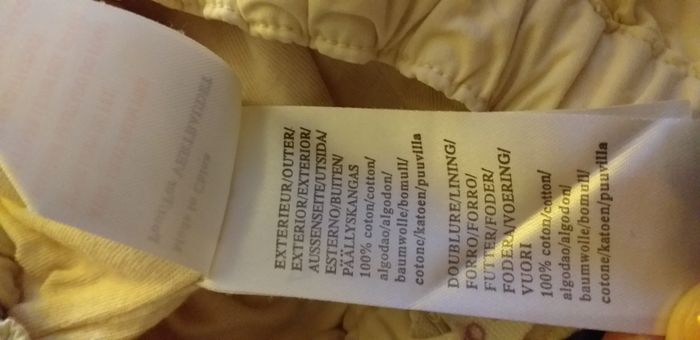 EXTERIEUR/OUTER/
EXTERIOR/EXTERIOR/
AUSSENSEITE/UTSIDA/
ESTERNO/BUITEN/
PÄÄLLYSKANGAS
100% coton/cotton/
algodao/algodon/
baumwolle/bomull/
cotone/katoen/puuvilla
DOUBLURE/LINING/
FORRO/FORRO/
FUTTER/FODER/
FODERA/VOERING/
VUORI
100% coton/cotton/
algodao/algodon/
baumwolle/bomull/
cotone/katoen/puuvilla